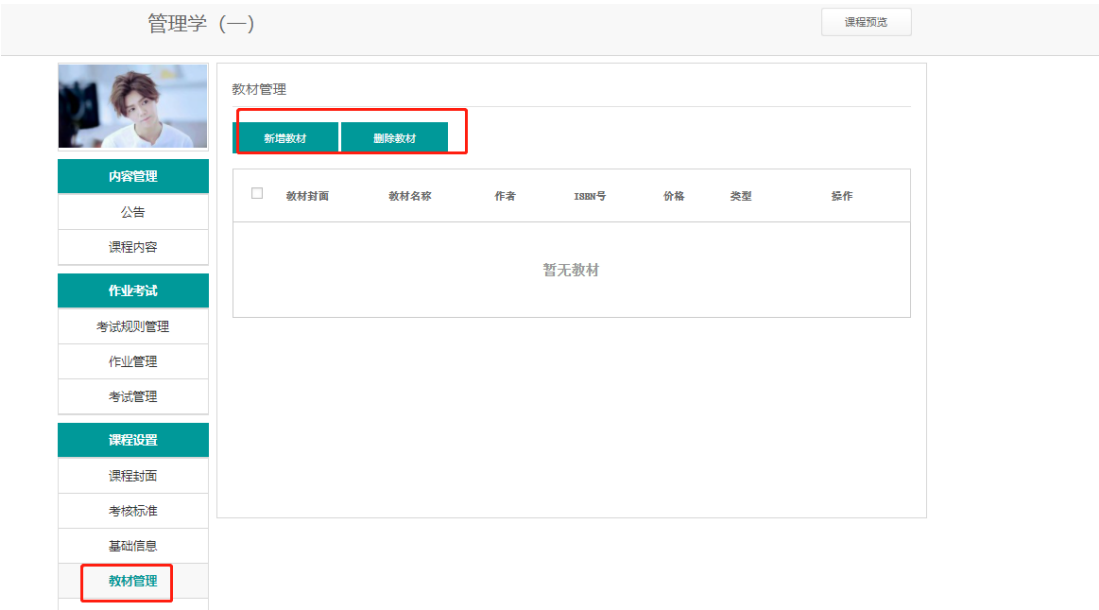 管理学（一）
课程预览
内容管理
公告
课程内容
作业考试
考试规则管理
作业管理
考试管理
课程设置
课程封面
考核标准
基础信息
教材管理
教材管理
新增教材 删除教材
教材封面 教材名称 作者 ISBN号 价格 类型 操作
暂无教材